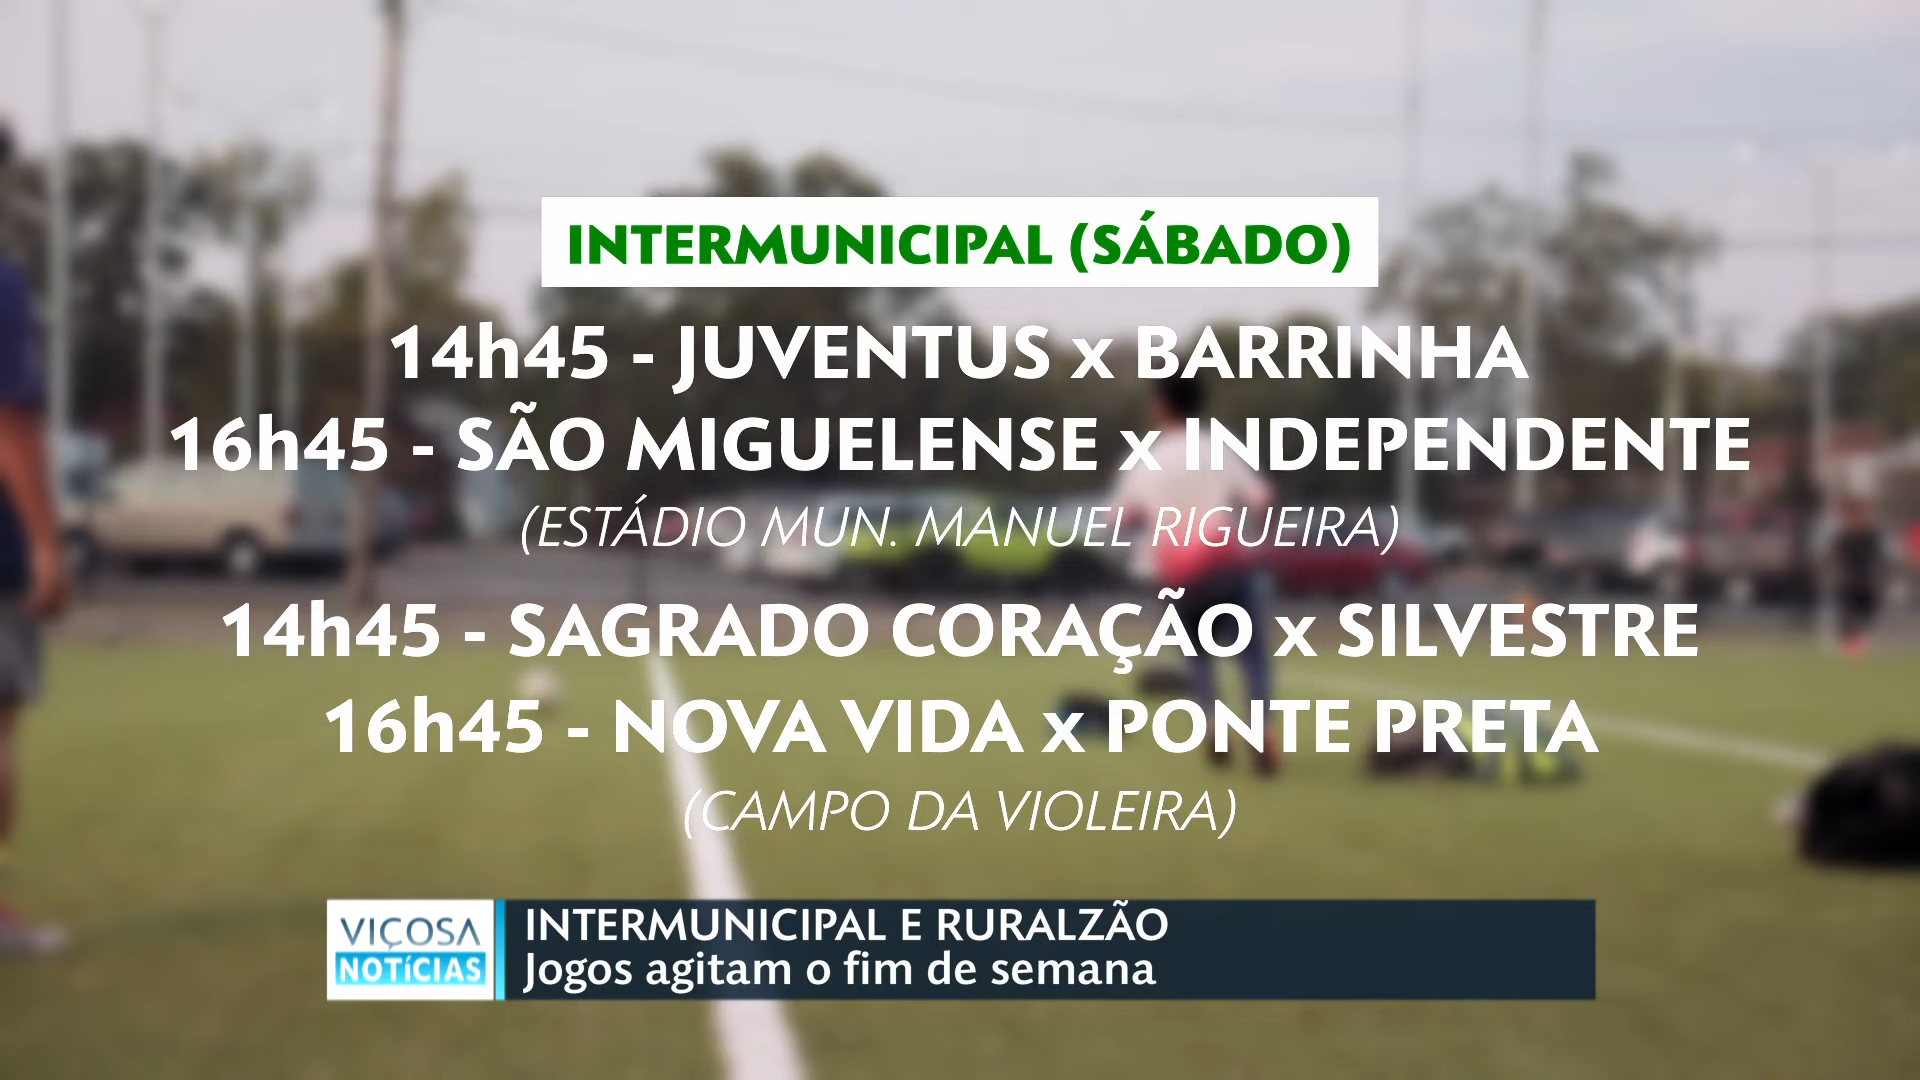 INTERMUNICIPAL (SÁBADO)
14h45 - JUVENTUS x BARRINHA
16h45 - SÃO MIGUELENSE x INDEPENDENTE
(ESTÁDIO MUN. MANUEL RIGUEIRA)
14h45 - SAGRADO CORAÇÃO x SILVESTRE
16h45 - NOVA VIDA x PONTE PRETA
(CAMPO DA VIOLEIRA)
VIÇOSA
NOTÍCIAS
INTERMUNICIPAL E RURALZÃO
Jogos agitam o fim de semana